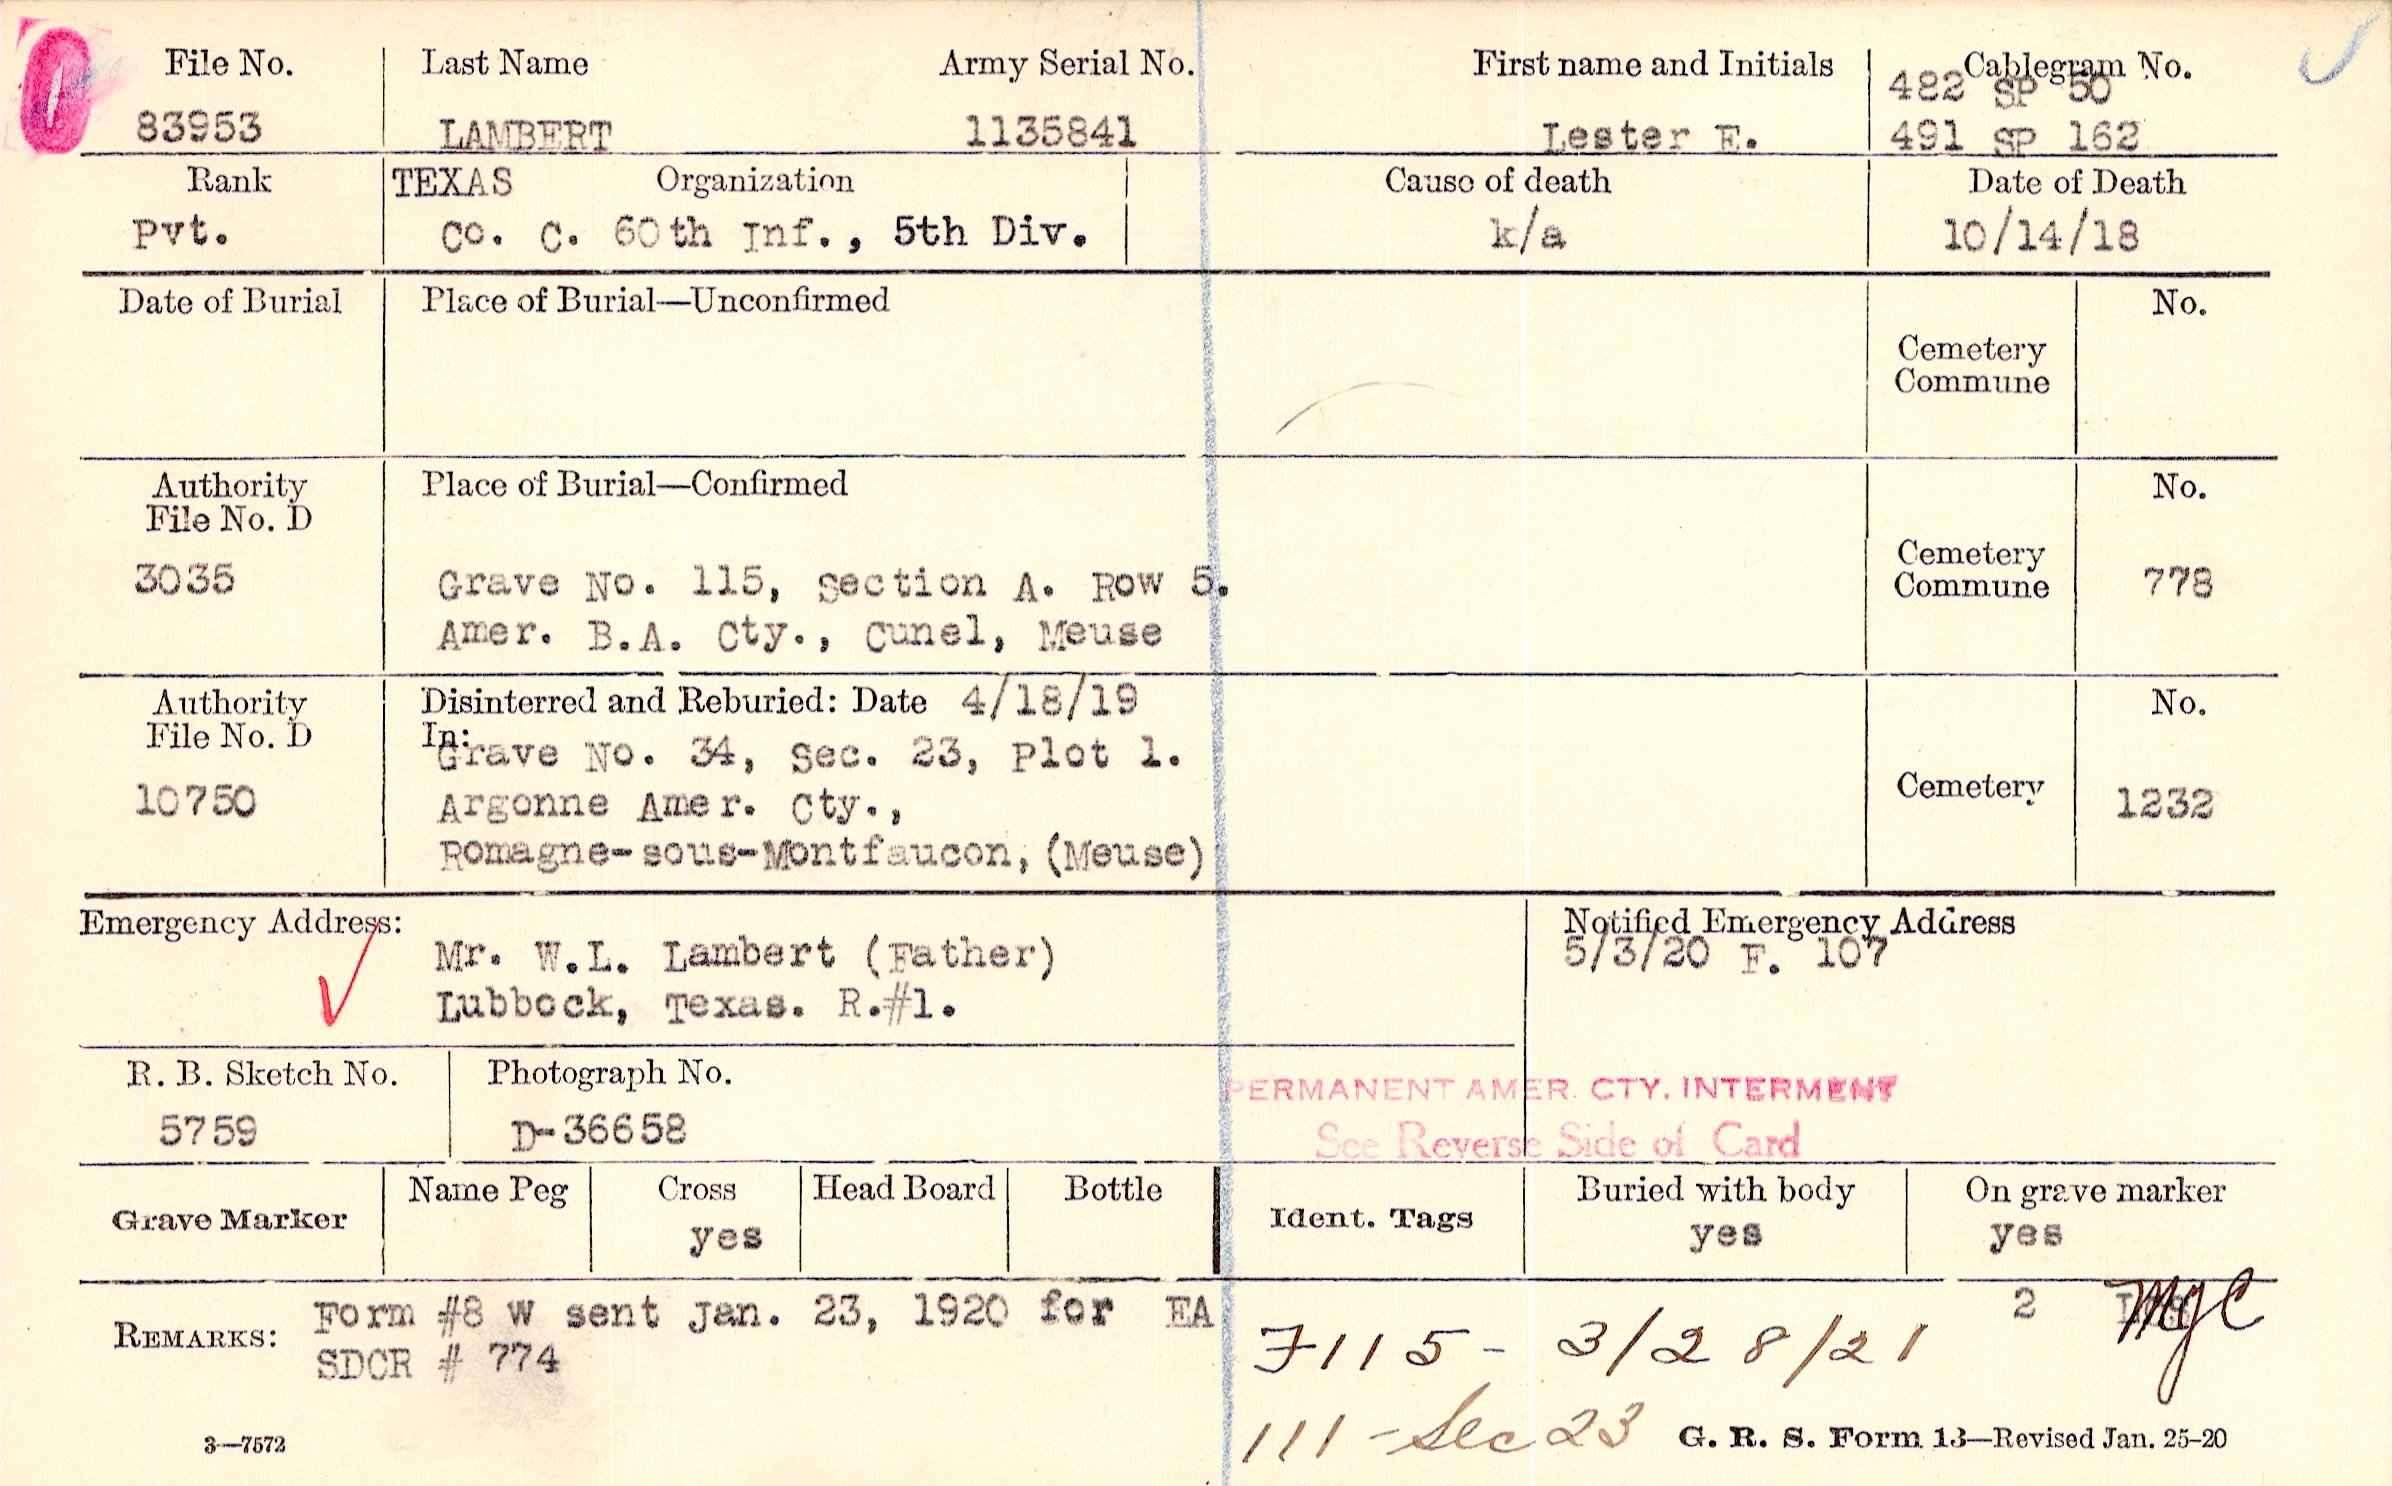 File No. Last Name Army Serial No. First name and Initials Cablegram No.
482 SP 50
83953 LAMBERT 1135841 Lester E. 491 SP 162
Rank TEXAS Organization Cause of death Date of Death
Pvt. Co. C. 60th Inf., 5th Div. k/a 10/14/18
Date of Burial Place of Burial—Unconfirmed No.
Cemetery
Commune
Authority Place of Burial—Confirmed No.
File No. D
Cemetery
3035 Grave No. 115, Section A. Row 5. Commune 778
Amer. B.A. Cty., Cunel, Meuse
Authority Disinterred and Reburied: Date 4/18/19 No.
File No. D In:
Grave No. 34, Sec. 23, Plot 1.
Cemetery
10750 Argonne Amer. Cty., 1232
Romagne-sous-Montfaucon, (Meuse)
Emergency Address: Notified Emergency Address
Mr. W.L. Lambert (Father) 5/3/20 F. 107
Lubbock, Texas. R.#1.
R. B. Sketch No. Photograph No. PERMANENT AMER. CTY. INTERMENT
5759 D-36658 See Reverse Side of Card
Name Peg Cross Head Board Bottle Buried with body On grave marker
Grave Marker Ident. Tags
yes yes yes
REMARKS: Form #8 W sent Jan. 23, 1920 for EA 2 MJC
SDCR # 774 F115- 3/28/21
111-Sec 23
3—7572 G. R. S. Form 13—Revised Jan. 25-20